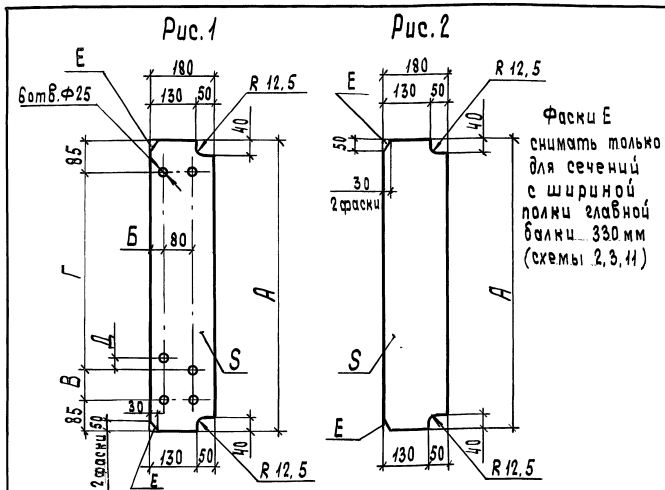 Рис. 1
Рис. 2
E
180
R 12,5
6отв. Ф25
130
50
40
85
Б
80
Г
А
Д
В
S
85
30
50
2 фаски
E
130
50
40
R 12,5
180
E
R 12,5
130
50
40
50
30
2 фаски
А
S
E
130
50
40
R 12,5
Фаски Е
снимать только
для сечений
с шириной
полки главной
балки 330 мм
(схемы 2,3,11)